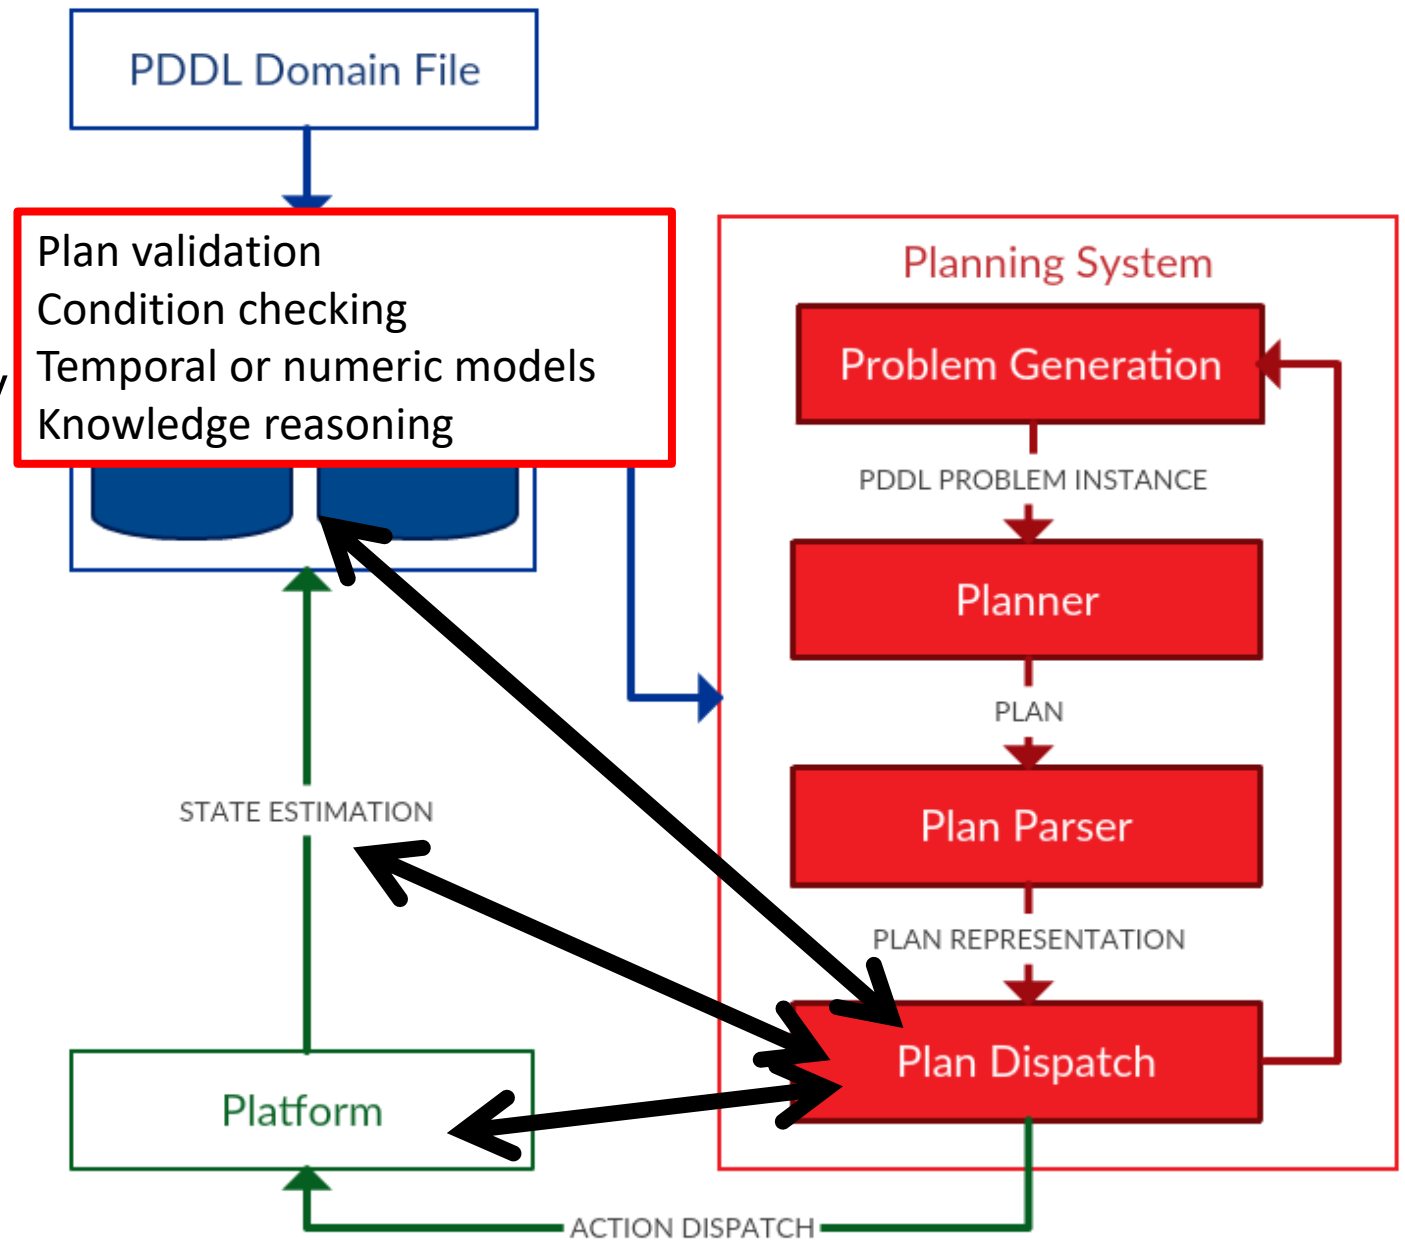 PDDL Domain File
Plan validation
Condition checking
Temporal or numeric models
Knowledge reasoning
Planning System
Problem Generation
PDDL PROBLEM INSTANCE
Planner
PLAN
Plan Parser
PLAN REPRESENTATION
Plan Dispatch
STATE ESTIMATION
Platform
ACTION DISPATCH